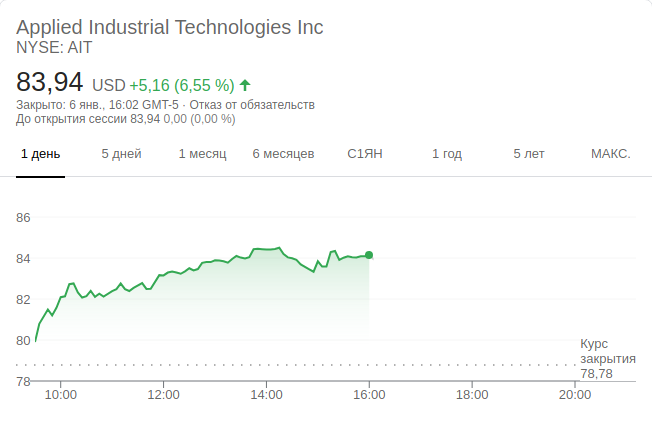 Applied Industrial Technologies Inc
NYSE: AIT
83,94 USD +5,16 (6,55 %)
Закрыто: 6 янв., 16:02 GMT-5 · Отказ от обязательств
До открытия сессии 83,94 0,00 (0,00 %)
1 день 5 дней 1 месяц 6 месяцев С1ЯН 1 год 5 лет МАКС.
86
84
82
80
Курс
закрытия
78,78
78
10:00 12:00 14:00 16:00 18:00 20:00